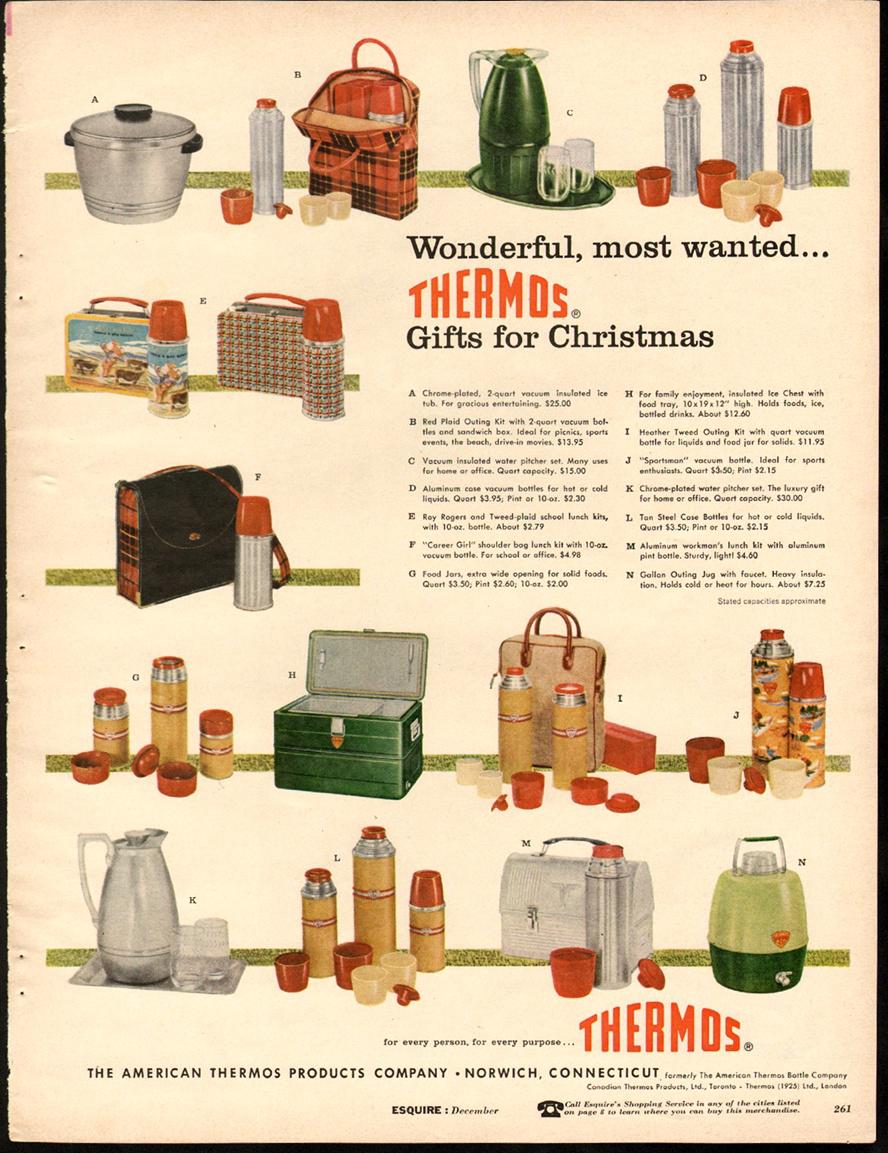 A
B
C
D
Wonderful, most wanted...
THERMOS®
Gifts for Christmas
E
F
A Chrome-plated, 2-quart vacuum insulated ice
tub. For gracious entertaining. $25.00
B Red Plaid Outing Kit with 2-quart vacuum bot-
tles and sandwich box. Ideal for picnics, sports
events, the beach, drive-in movies. $13.95
C Vacuum insulated water pitcher set. Many uses
for home or office. Quart capacity. $15.00
D Aluminum case vacuum bottles for hot or cold
liquids. Quart $3.95; Pint or 10-oz. $2.30
E Roy Rogers and Tweed-plaid school lunch kits,
with 10-oz. bottle. About $2.79
F "Career Girl" shoulder bag lunch kit with 10-oz.
vacuum bottle. For school or office. $4.98
G Food Jars, extra wide opening for solid foods.
Quart $3.50; Pint $2.60; 10-oz. $2.00
H For family enjoyment, insulated Ice Chest with
food tray, 10x19x12" high. Holds foods, ice,
bottled drinks. About $12.60
I Heather Tweed Outing Kit with quart vacuum
bottle for liquids and food jar for solids. $11.95
J "Sportsman" vacuum bottle. Ideal for sports
enthusiasts. Quart $3.50; Pint $2.15
K Chrome-plated water pitcher set. The luxury gift
for home or office. Quart capacity. $30.00
L Tan Steel Case Bottles for hot or cold liquids.
Quart $3.50; Pint or 10-oz. $2.15
M Aluminum workman's lunch kit with aluminum
pint bottle. Sturdy, light! $4.60
N Gallon Outing Jug with faucet. Heavy insula-
tion. Holds cold or heat for hours. About $7.25
Stated capacities approximate
G
H
I
J
K
L
M
N
for every person, for every purpose... THERMOS®
THE AMERICAN THERMOS PRODUCTS COMPANY • NORWICH, CONNECTICUT, formerly The American Thermos Bottle Company
Canadian Thermos Products, Ltd., Toronto - Thermos (1925) Ltd., London
ESQUIRE : December
Call Esquire's Shopping Service in any of the cities listed
on page 8 to learn where you can buy this merchandise.
261